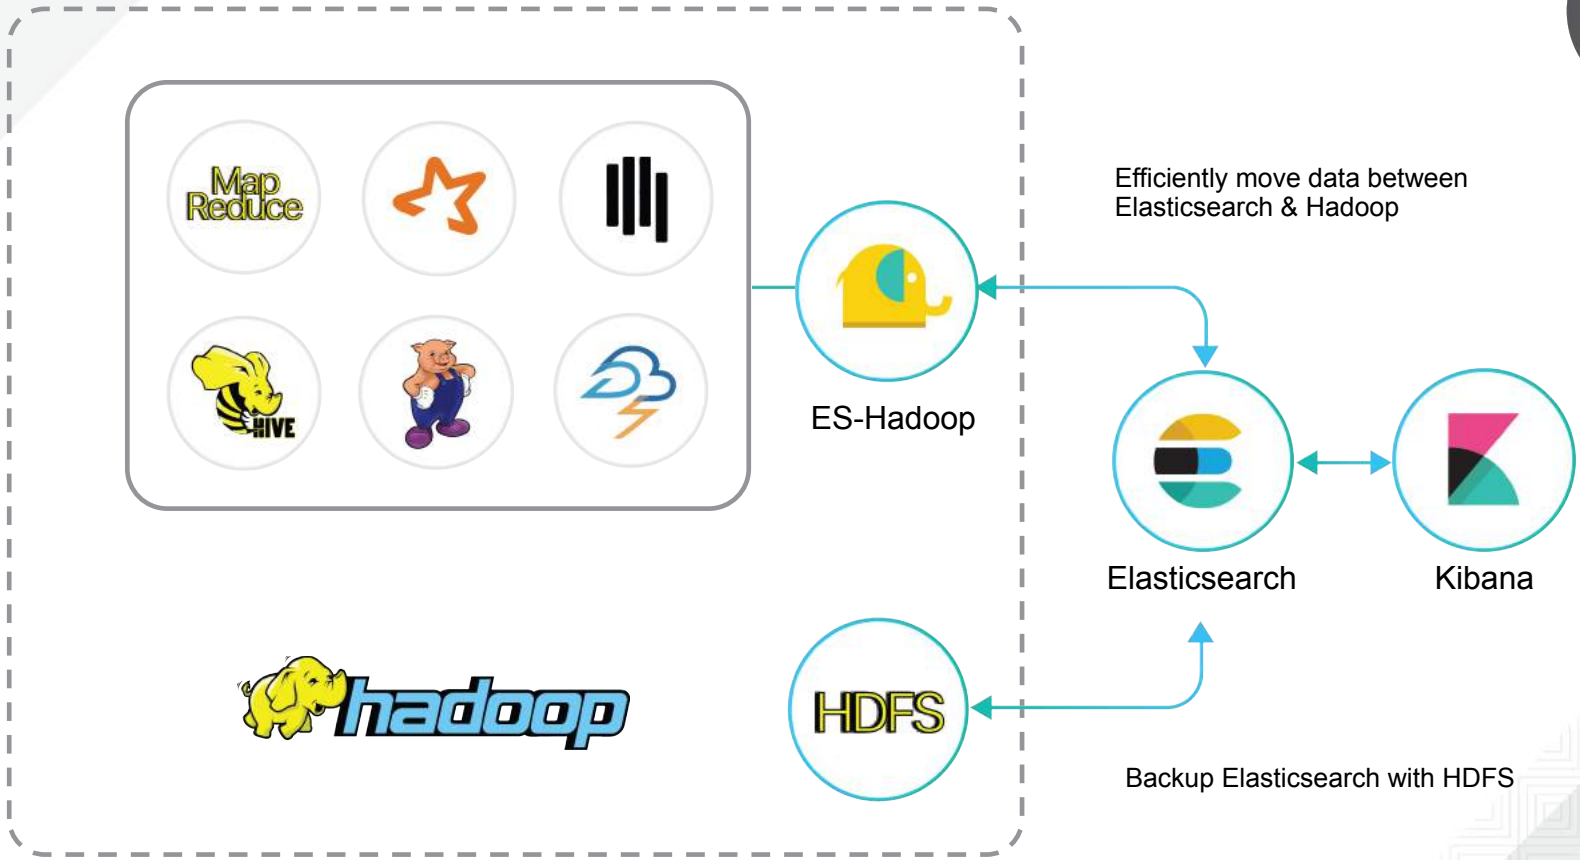 Map
Reduce
HIVE
ES-Hadoop
Efficiently move data between
Elasticsearch & Hadoop
Elasticsearch
Kibana
hadoop
HDFS
Backup Elasticsearch with HDFS